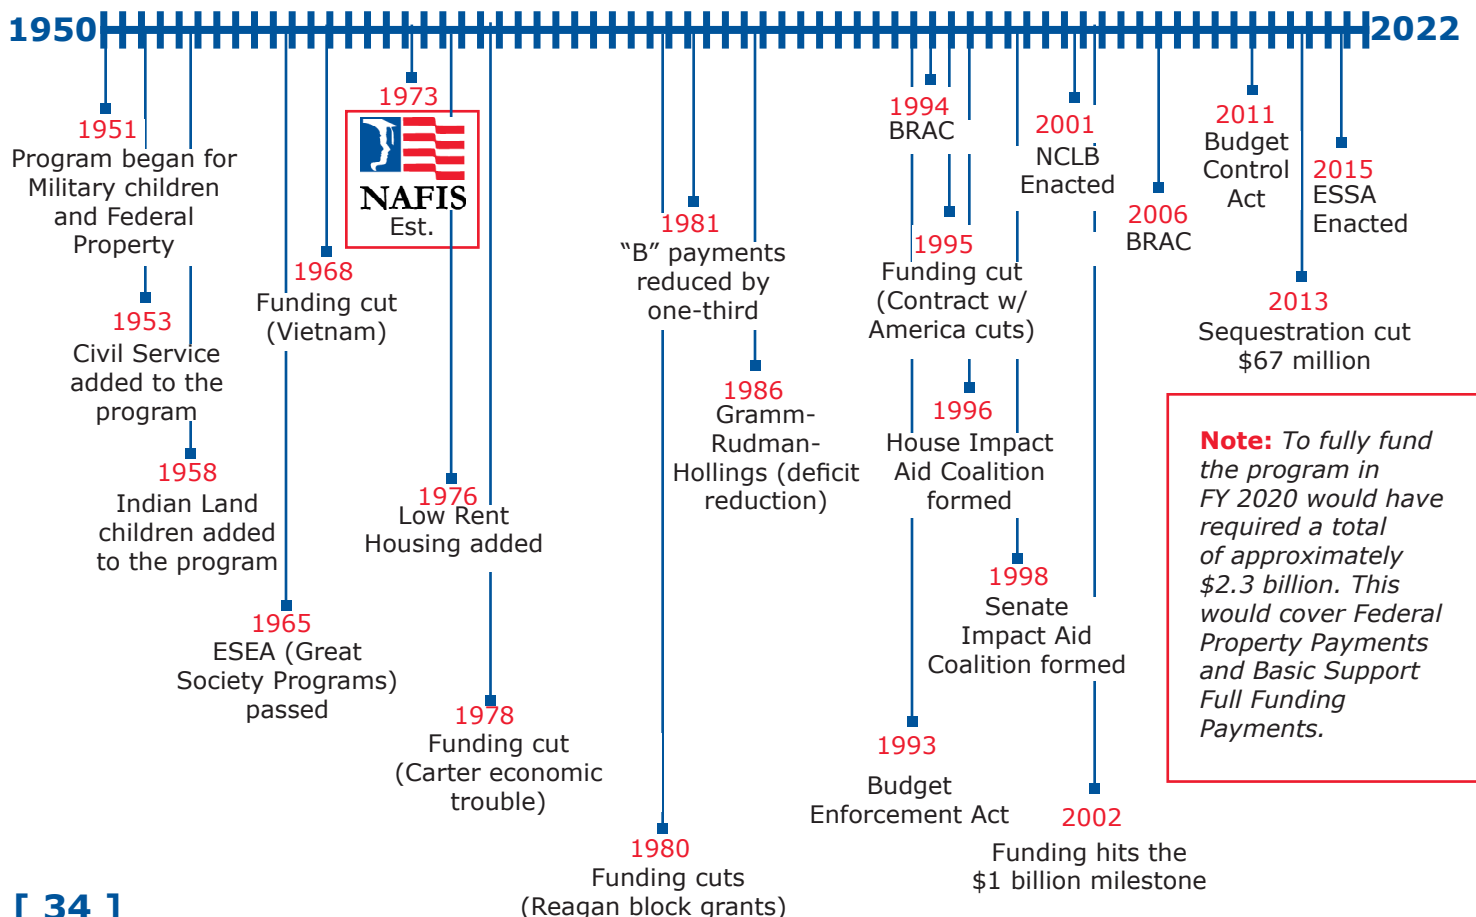 1950
2022
1951
Program began for
Military children
and Federal
Property
1953
Civil Service
added to the
program
1958
Indian Land
children added
to the program
1965
ESEA (Great
Society Programs)
passed
1968
Funding cut
(Vietnam)
1973
NAFIS
Est.
1976
Low Rent
Housing added
1978
Funding cut
(Carter economic
trouble)
1980
Funding cuts
(Reagan block grants)
1981
“B” payments
reduced by
one-third
1986
Gramm-
Rudman-
Hollings (deficit
reduction)
1993
Budget
Enforcement Act
1994
BRAC
1995
Funding cut
(Contract w/
America cuts)
1996
House Impact
Aid Coalition
formed
1998
Senate
Impact Aid
Coalition formed
2001
NCLB
Enacted
2002
Funding hits the
$1 billion milestone
2006
BRAC
2011
Budget
Control
Act
2013
Sequestration cut
$67 million
2015
ESSA
Enacted
Note: To fully fund
the program in
FY 2020 would have
required a total
of approximately
$2.3 billion. This
would cover Federal
Property Payments
and Basic Support
Full Funding
Payments.
[ 34 ]